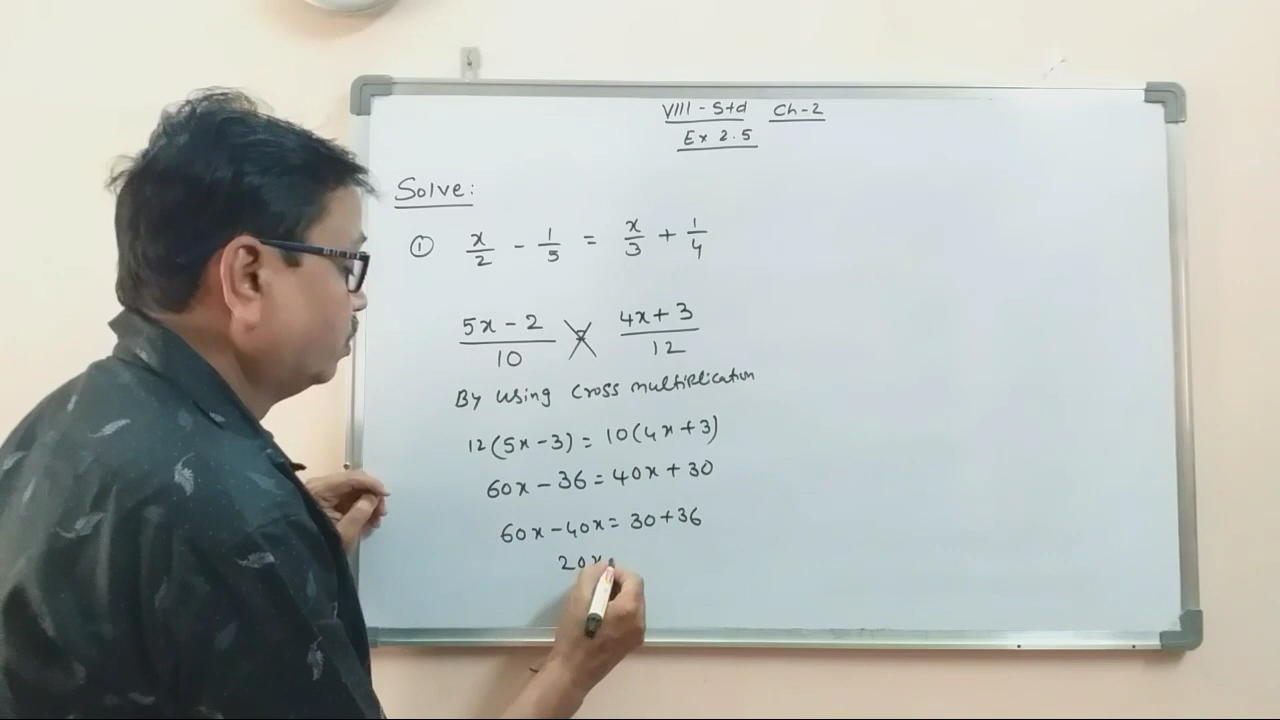 VIII - Std Ch-2
Ex 2.5
Solve:
① x/2 - 1/5 = x/3 + 1/4
5x - 2/10 = 4x + 3/12
By using cross multiplication
12(5x - 3) = 10(4x + 3)
60x - 36 = 40x + 30
60x - 40x = 30 + 36
20x